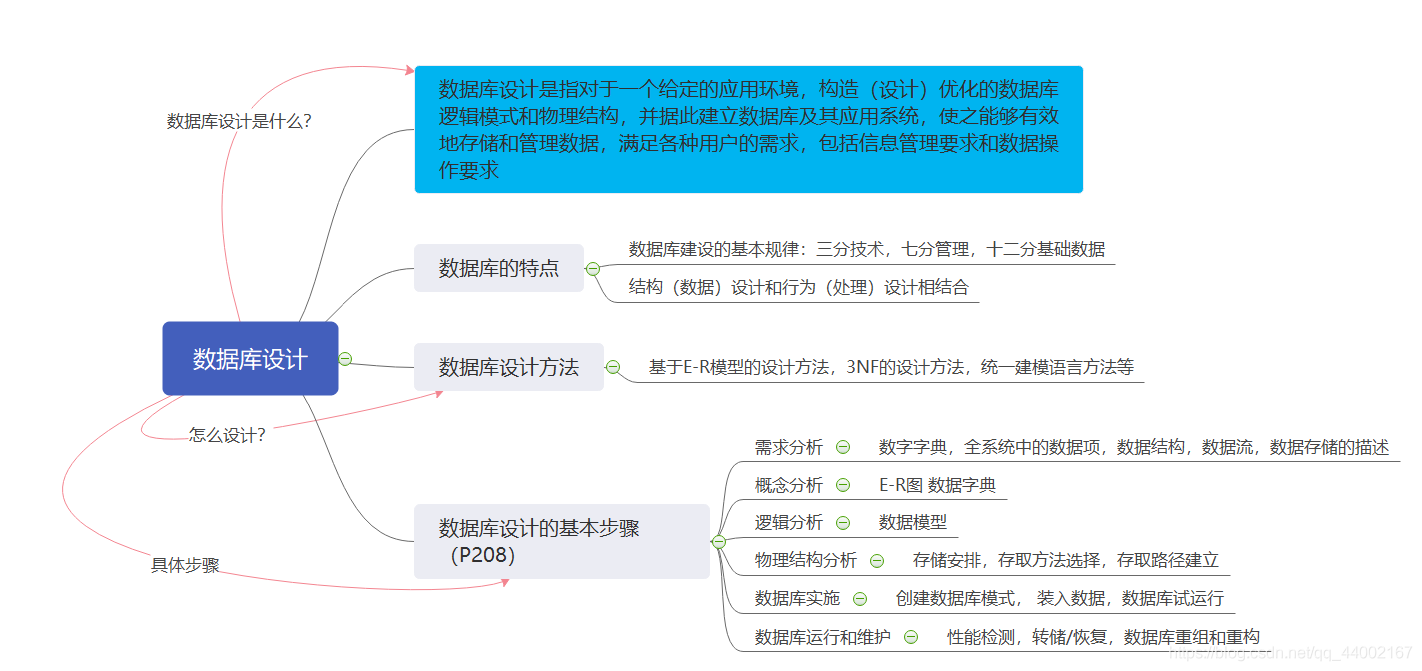 数据库设计是什么？
数据库设计是指对于一个给定的应用环境，构造（设计）优化的数据库
逻辑模式和物理结构，并据此建立数据库及其应用系统，使之能够有效
地存储和管理数据，满足各种用户的需求，包括信息管理要求和数据操
作要求
数据库的特点
数据库建设的基本规律：三分技术，七分管理，十二分基础数据
结构（数据）设计和行为（处理）设计相结合
数据库设计
数据库设计方法
基于E-R模型的设计方法，3NF的设计方法，统一建模语言方法等
怎么设计？
数据库设计的基本步骤
（P208）
具体步骤
需求分析
数字字典，全系统中的数据项，数据结构，数据流，数据存储的描述
概念分析
E-R图 数据字典
逻辑分析
数据模型
物理结构分析
存储安排，存取方法选择，存取路径建立
数据库实施
创建数据库模式， 装入数据，数据库试运行
数据库运行和维护
性能检测，转储/恢复，数据库重组和重构
https://blog.csdn.net/qq_44002167